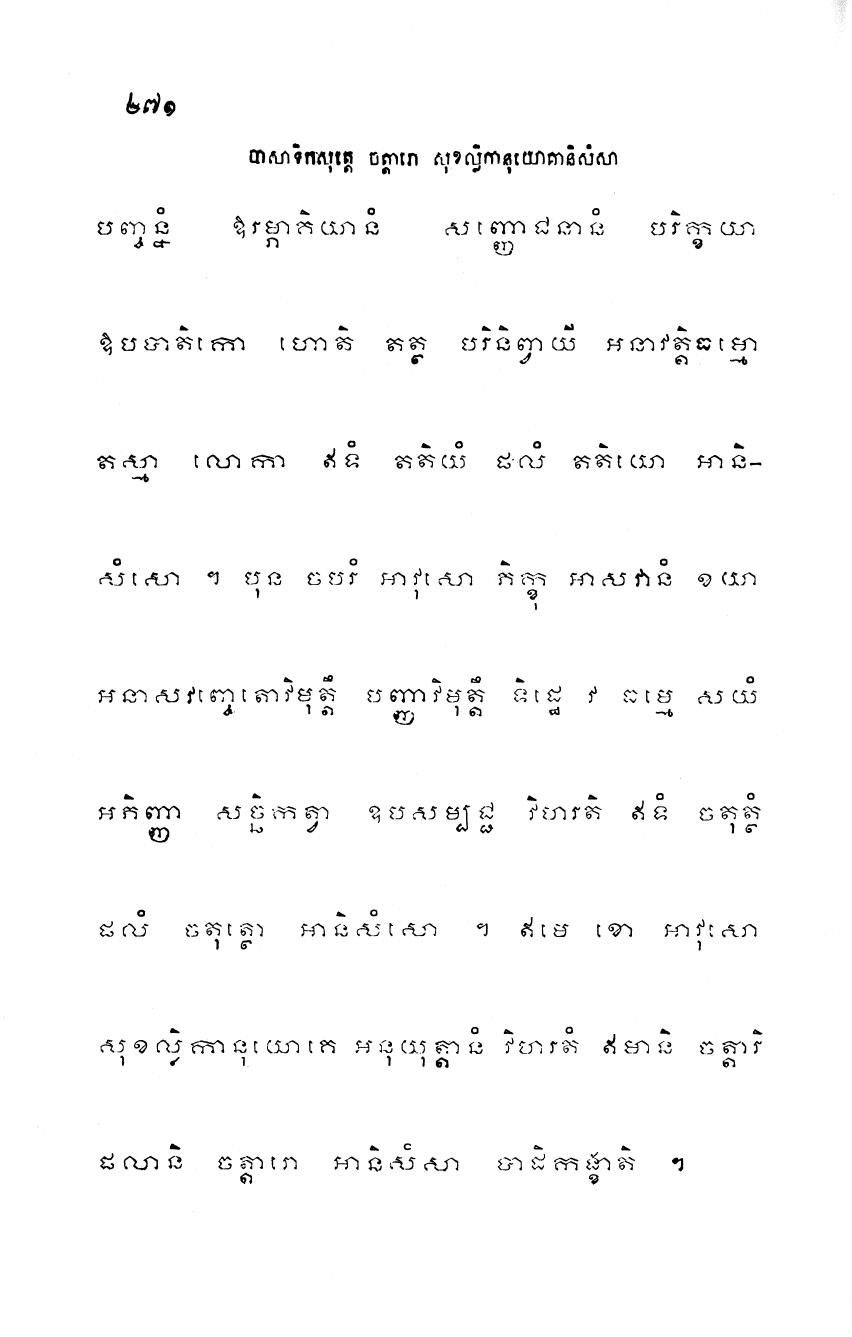 ២៧១
បាសាទិកសុត្តេ ចត្តារោ សុខល្លិកានុយោគានិសំសា
បញ្ចន្នំ ឱរម្ភាគិយានំ សញ្ញោជនានំ បរិក្ខយា
ឱបបាតិកោ ហោតិ តត្ថ បរិនិព្វាយី អនាវត្តិធម្មោ
តស្មា លោកា ឥទំ តតិយំ ផលំ តតិយោ អានិ-
សំសោ ។ បុន ចបរំ អាវុសោ ភិក្ខុ អាសវានំ ខយា
អនាសវញ្ចេតោវិមុត្តឹ បញ្ញាវិមុត្តឹ ទិដ្ឋេ វ ធម្មេ សយំ
អភិញ្ញា សច្ឆិកត្វា ឧបសម្បជ្ជ វិហរតិ ឥទំ ចតុត្ថំ
ផលំ ចតុត្ថោ អានិសំសោ ។ ឥមេ ខោ អាវុសោ
សុខល្លិកានុយោគេ អនុយុត្តានំ វិហរតំ ឥមានិ ចត្តារិ
ផលានិ ចត្តារោ អានិសំសា បាដិកង្ខាតិ ។